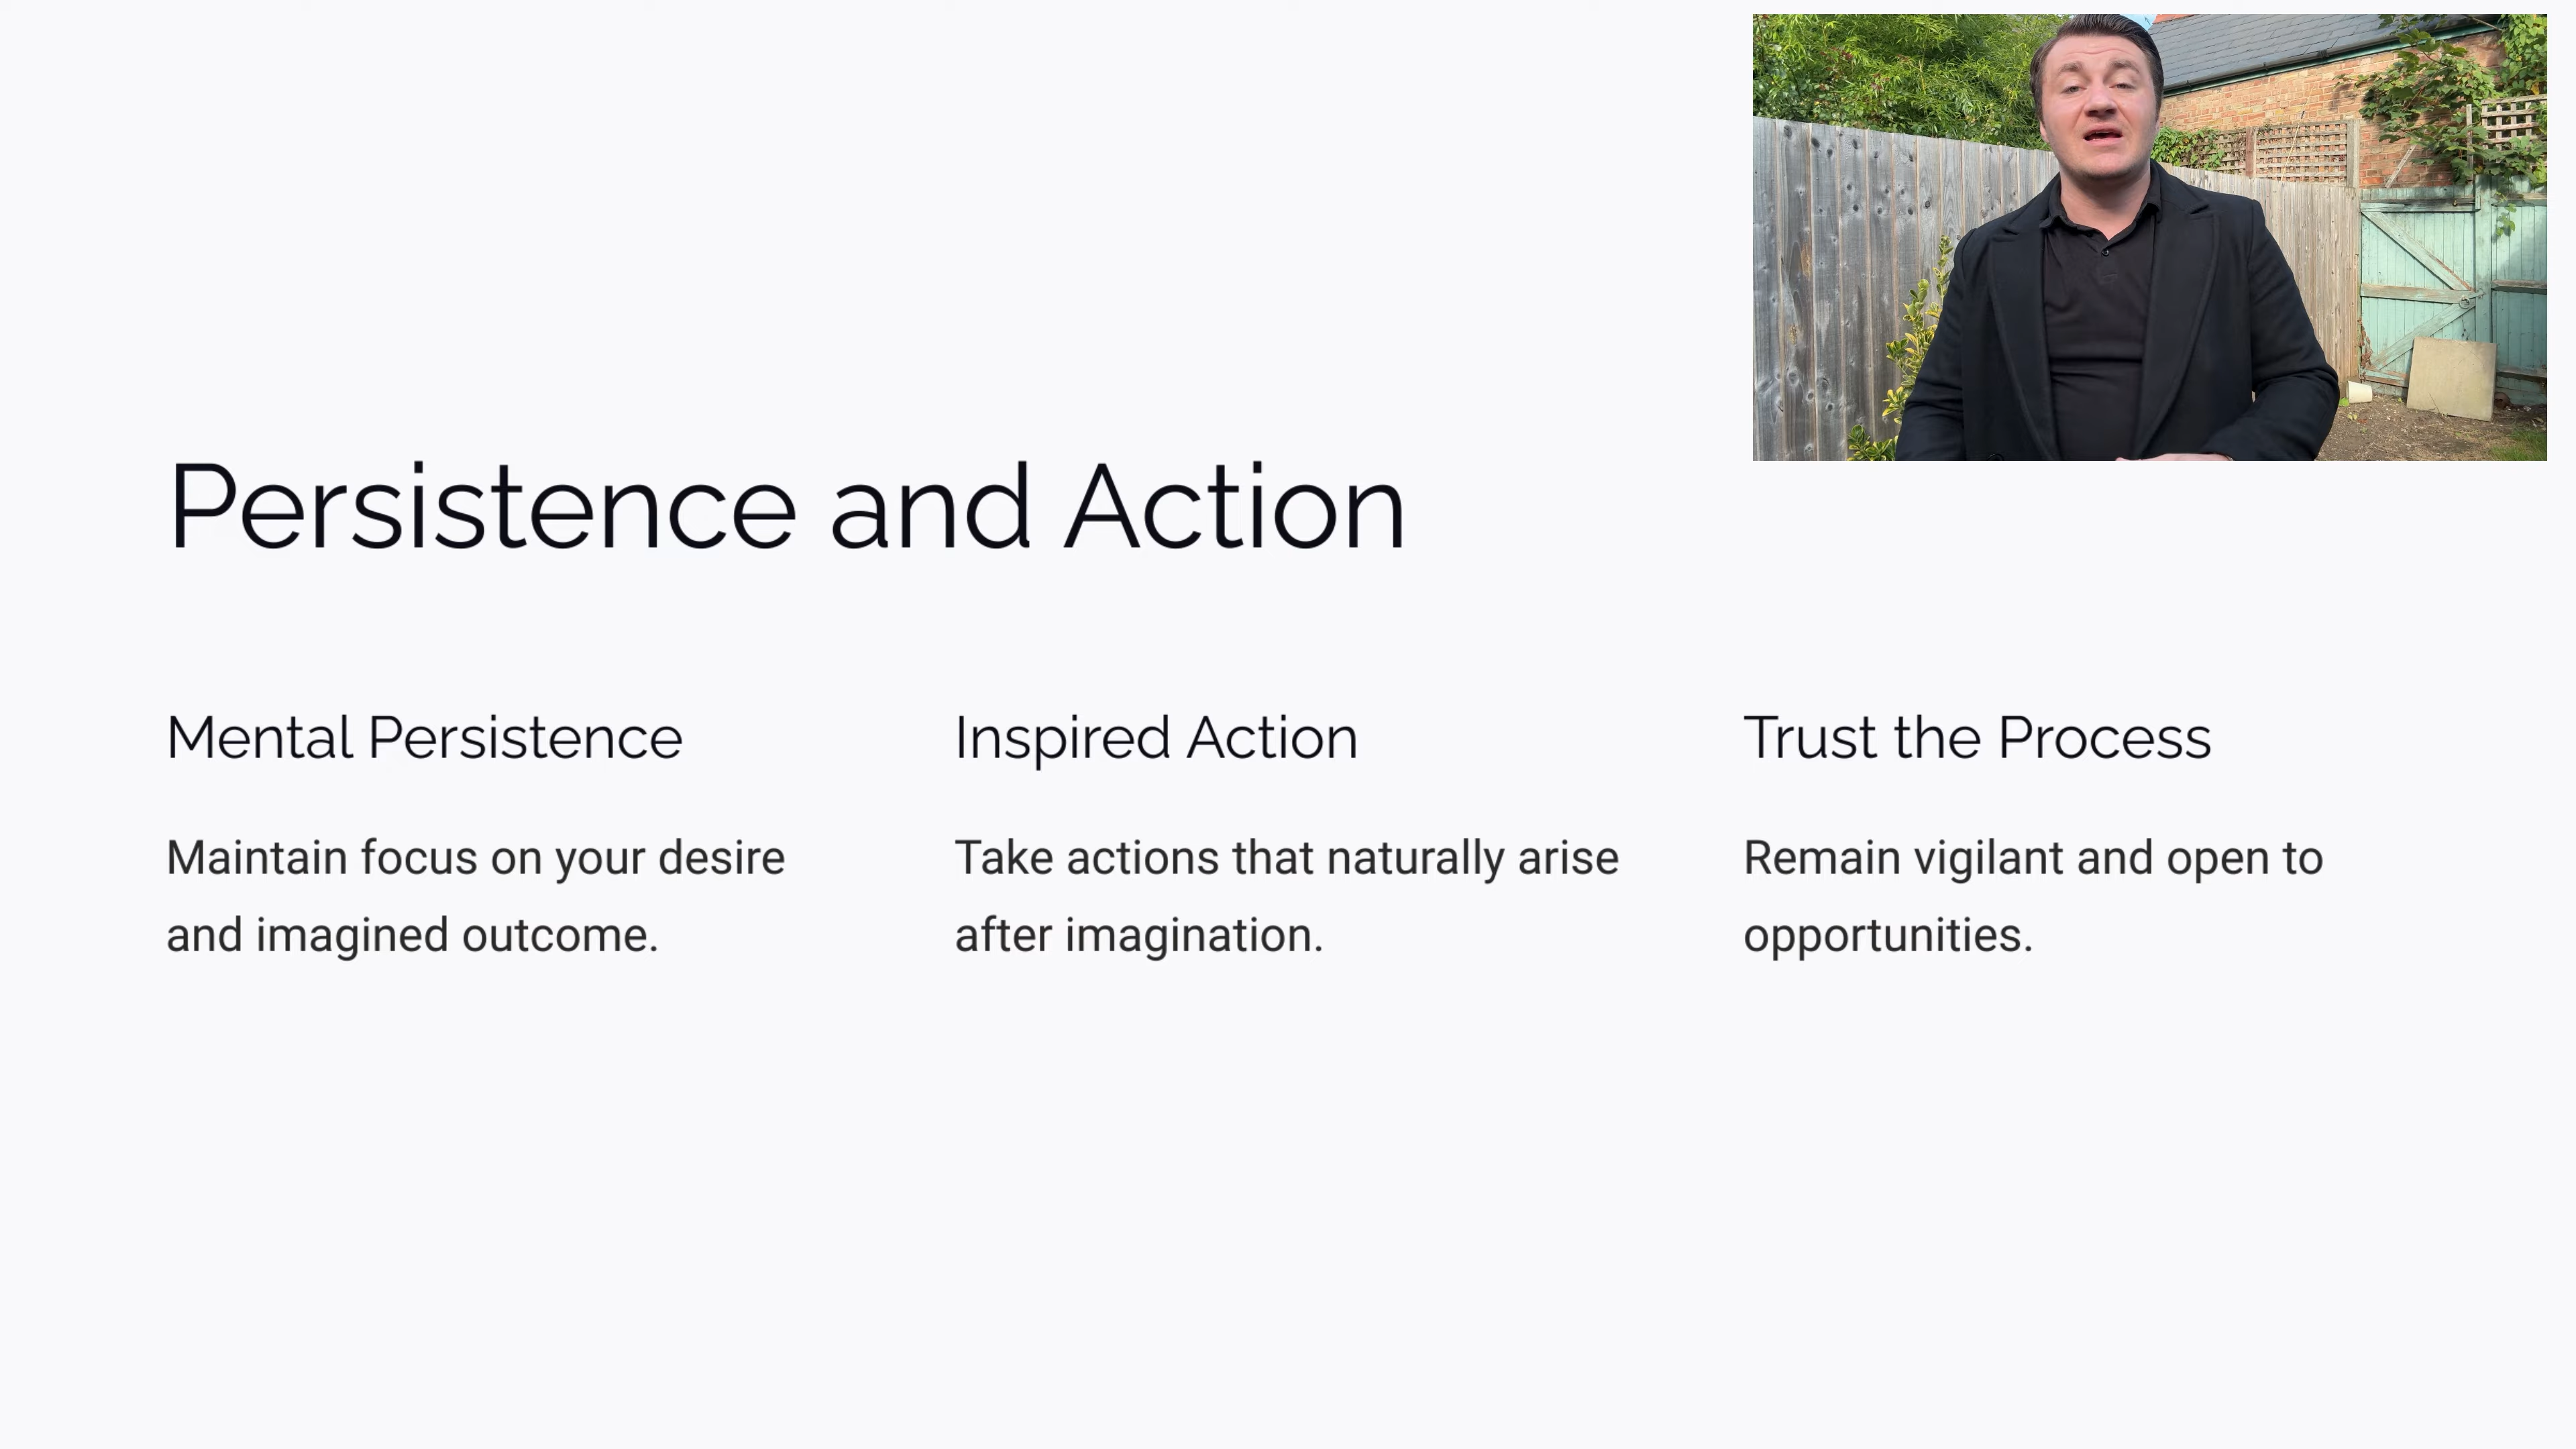 Persistence and Action
Mental Persistence
Maintain focus on your desire
and imagined outcome.
Inspired Action
Take actions that naturally arise
after imagination.
Trust the Process
Remain vigilant and open to
opportunities.